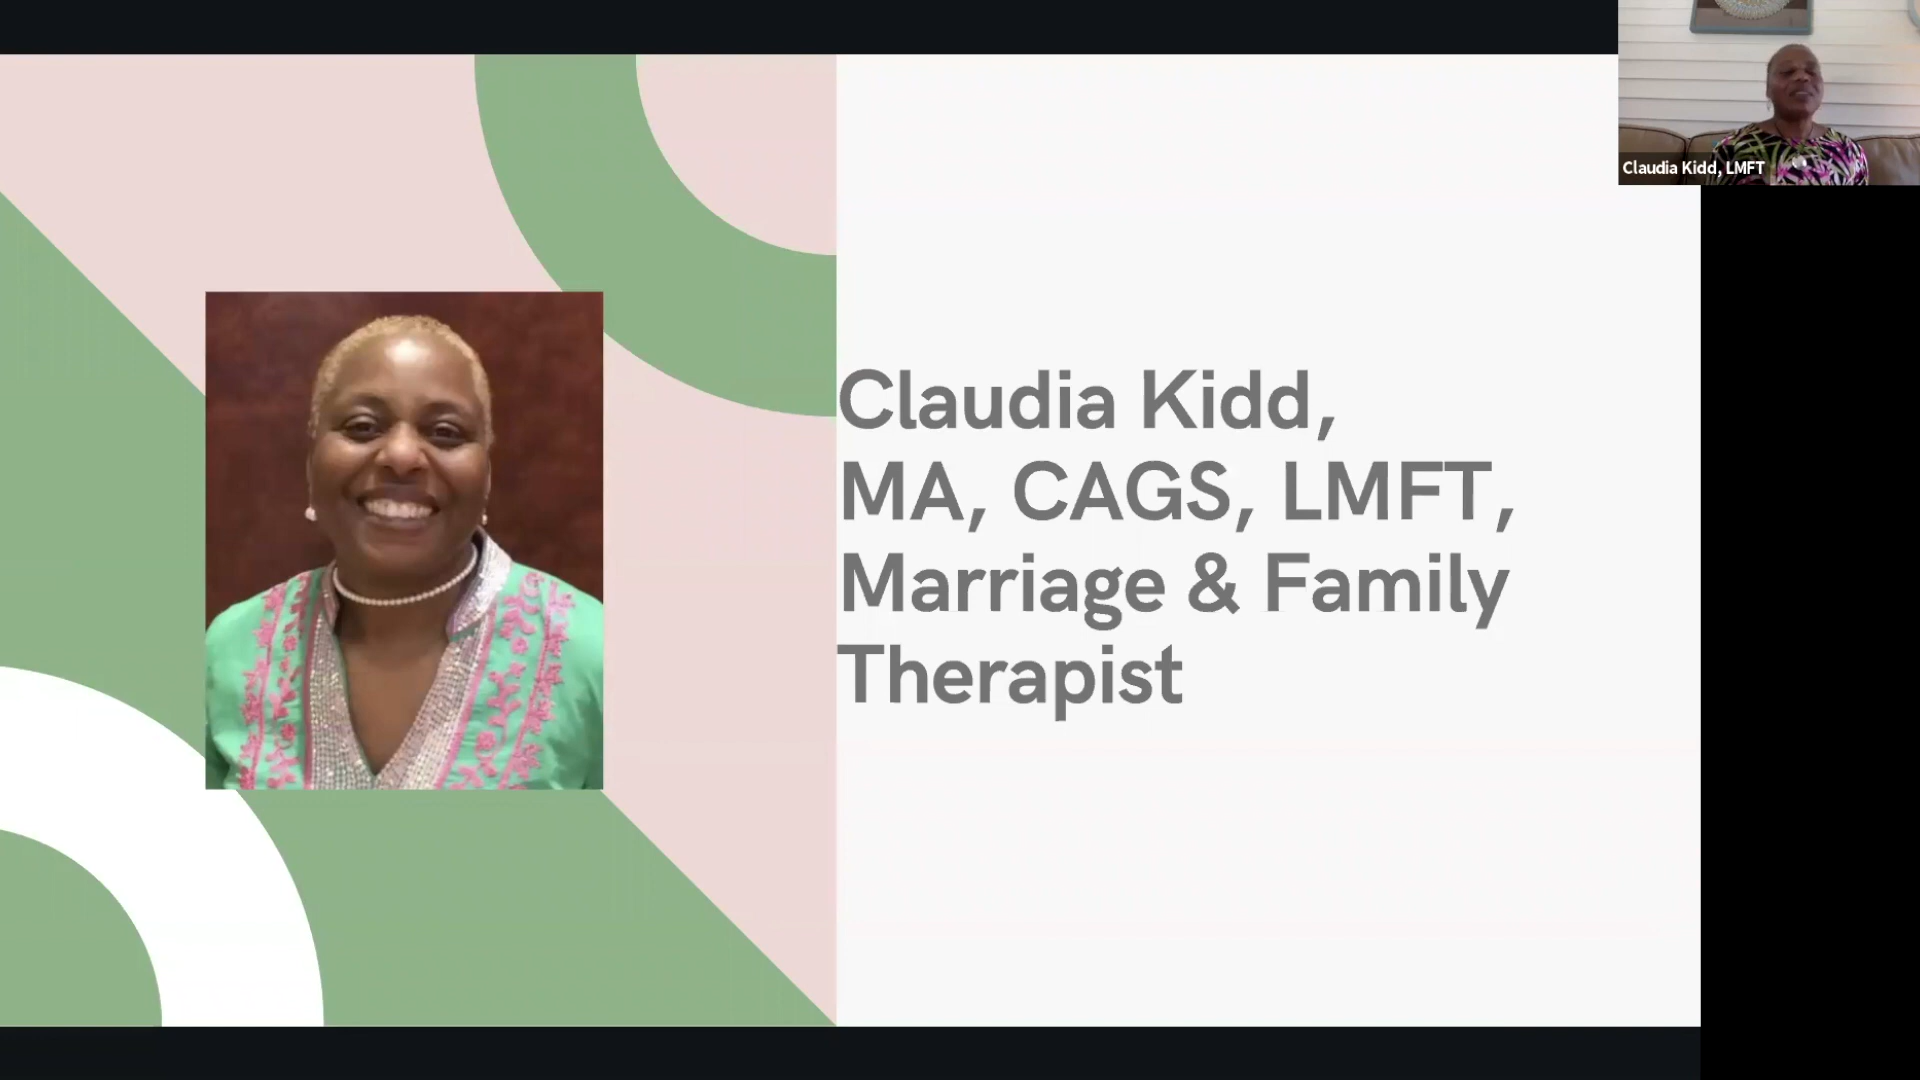 Claudia Kidd, LMFT
Claudia Kidd,
MA, CAGS, LMFT,
Marriage & Family
Therapist